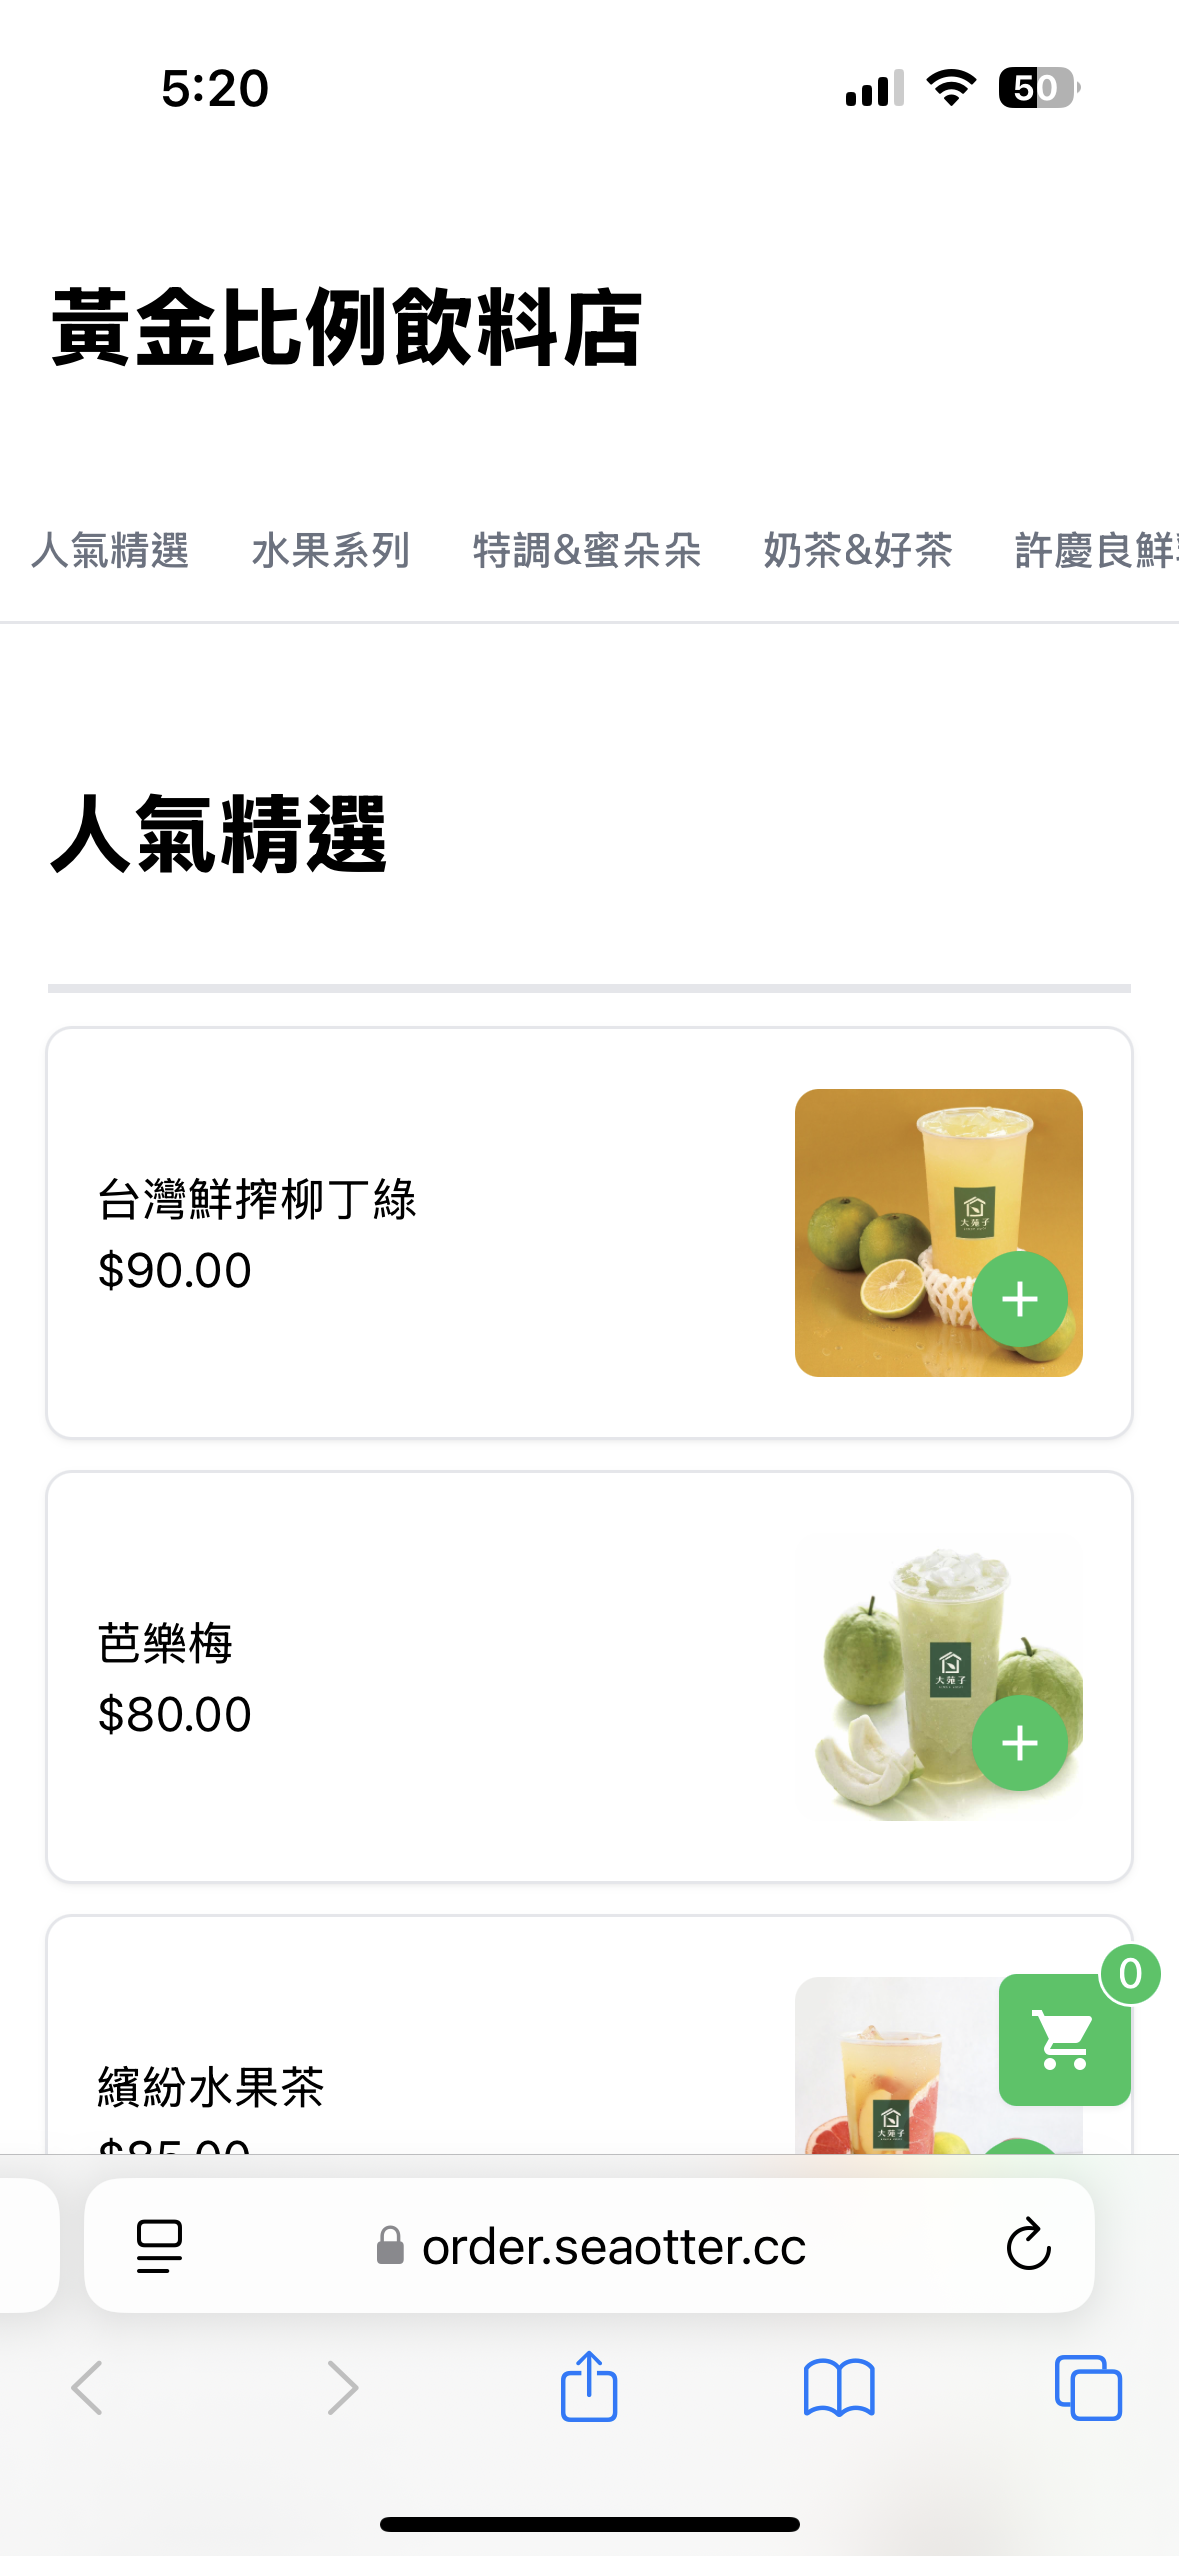 5:20
50
黃金比例飲料店
人氣精選 水果系列 特調&蜜朵朵 奶茶&好茶 許慶良鮮
人氣精選
台灣鮮搾柳丁綠
$90.00
大苑子
芭樂梅
$80.00
大苑子
0
繽紛水果茶
$85.00
大苑子
order.seaotter.cc